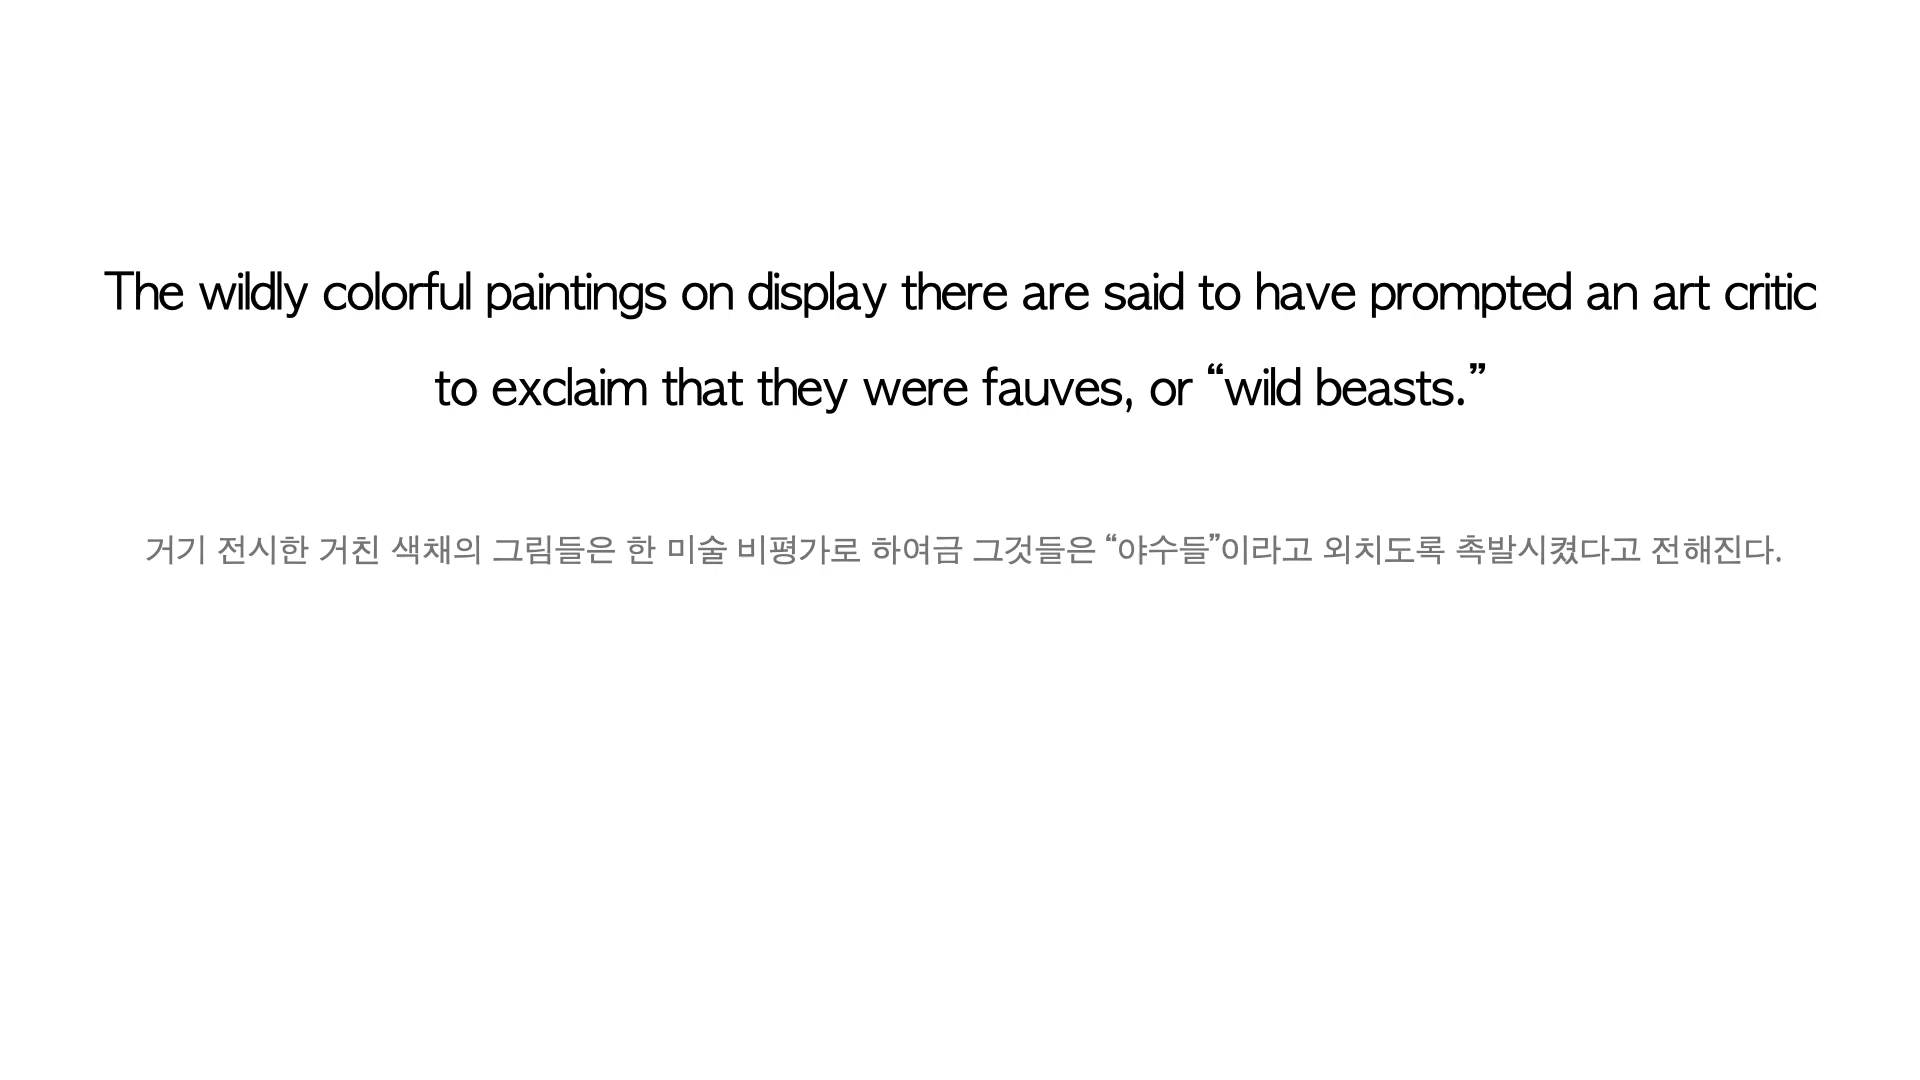 The wildly colorful paintings on display there are said to have prompted an art critic
to exclaim that they were fauves, or “wild beasts.”
거기 전시한 거친 색채의 그림들은 한 미술 비평가로 하여금 그것들은 “야수들”이라고 외치도록 촉발시켰다고 전해진다.